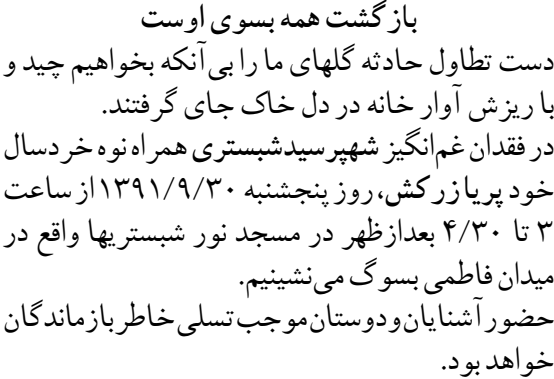 بازگشت همه بسوی اوست
دست تطاول حادثه گلهای ما را بی‌آنکه بخواهیم چید و
با ریزش آوار خانه در دل خاک جای گرفتند.
در فقدان غم‌انگیز شهپر سیدشبستری همراه نوه خردسال
خود پریا زرکش، روز پنجشنبه ۱۳۹۱/۹/۳۰ از ساعت
۳ تا ۴/۳۰ بعدازظهر در مسجد نور شبستریها واقع در
میدان فاطمی بسوگ می‌نشینیم.
حضور آشنایان و دوستان موجب تسلی خاطر بازماندگان
خواهد بود.